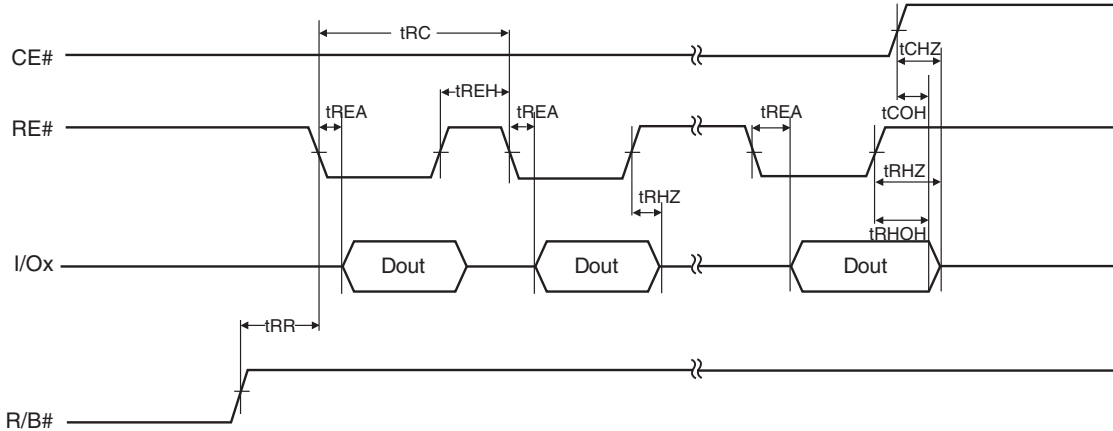 tRC
tCHZ
CE#
tREH
tREA
tREA
tREA
tCOH
RE#
tRHZ
tRHZ
tRHOH
I/Ox
Dout
Dout
Dout
tRR
R/B#